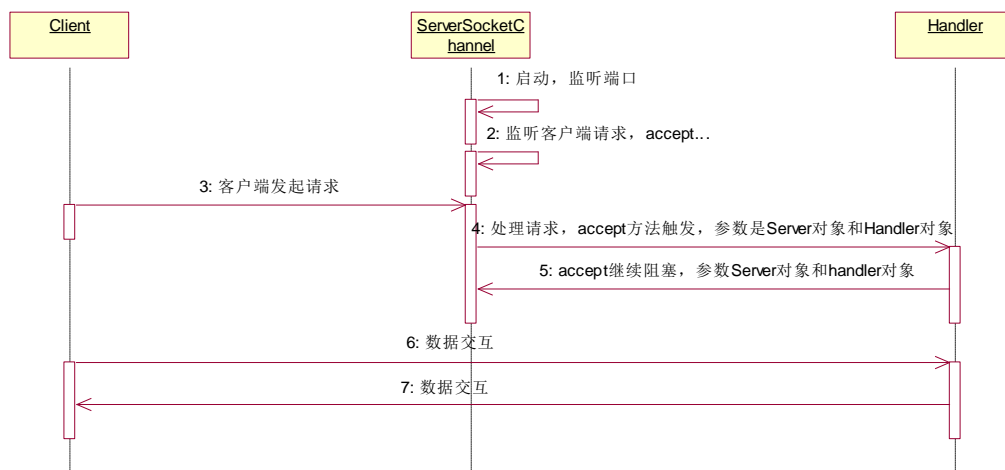 Client
ServerSocketC
hannel
Handler
1: 启动，监听端口
2: 监听客户端请求，accept...
3: 客户端发起请求
4: 处理请求，accept方法触发，参数是Server对象和Handler对象
5: accept继续阻塞，参数Server对象和handler对象
6: 数据交互
7: 数据交互